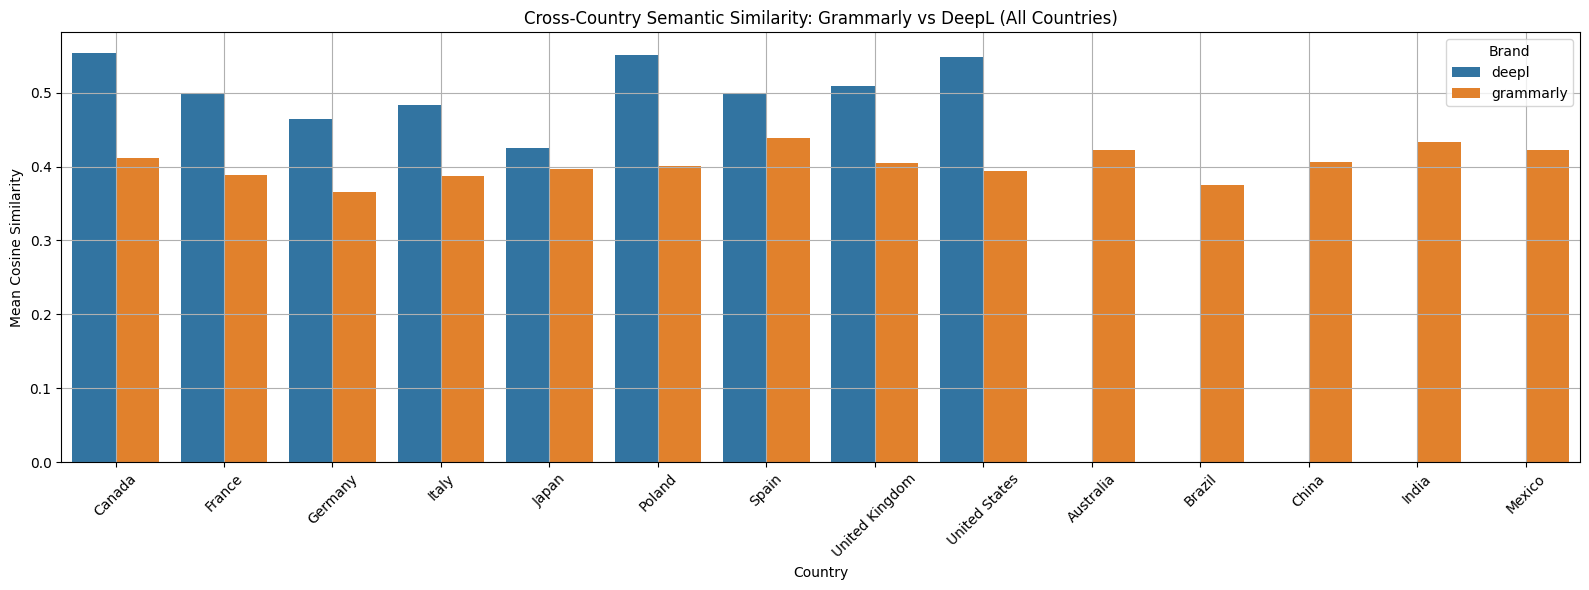 Cross-Country Semantic Similarity: Grammarly vs DeepL (All Countries)
Brand
deepl
grammarly
Mean Cosine Similarity
0.5
0.4
0.3
0.2
0.1
0.0
Canada
France
Germany
Italy
Japan
Poland
Spain
United Kingdom
United States
Australia
Brazil
China
India
Mexico
Country